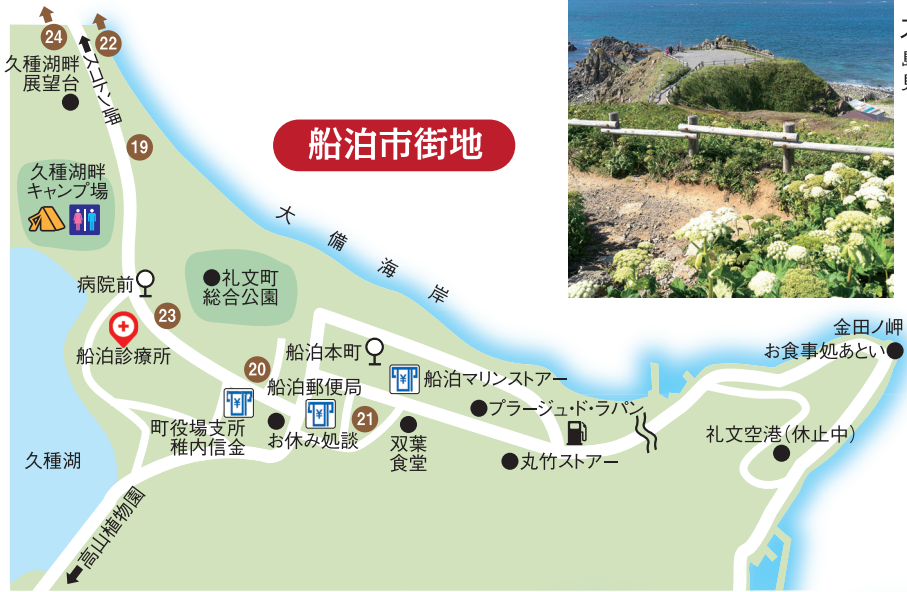 24
22
久種湖畔
展望台
スコトン岬
19
船泊市街地
久種湖畔
キャンプ場
大備海岸
病院前
礼文町
総合公園
23
船泊診療所
金田ノ岬
お食事処あとい
船泊本町
20
船泊郵便局
船泊マリンストアー
¥
¥
¥
プラージュ・ド・ラパン
町役場支所
稚内信金
お休み処談
21
双葉
食堂
丸竹ストアー
礼文空港(休止中)
久種湖
高山植物園